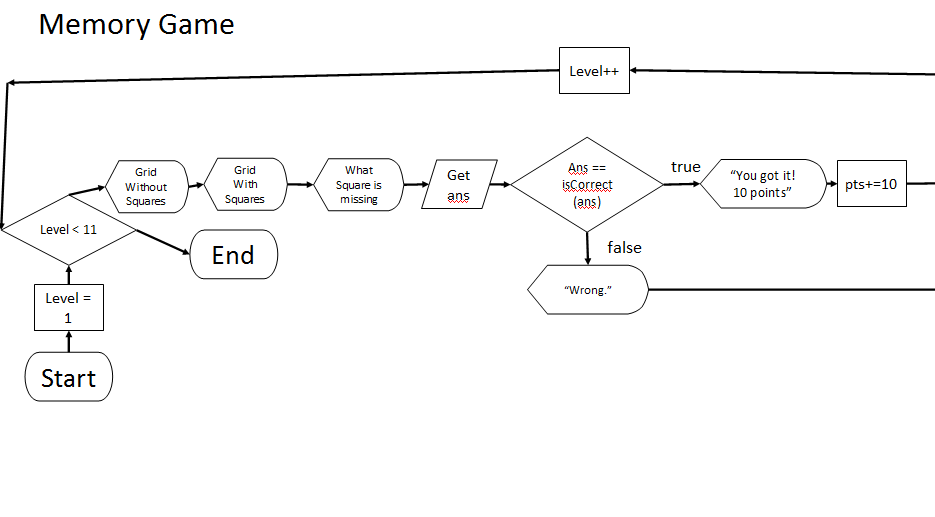 Memory Game
Level++
Grid
Without
Squares
Grid
With
Squares
What
Square is
missing
Get
ans
Ans ==
isCorrect
(ans)
true
"You got it!
10 points"
pts+=10
Level < 11
End
false
"Wrong."
Level =
1
Start